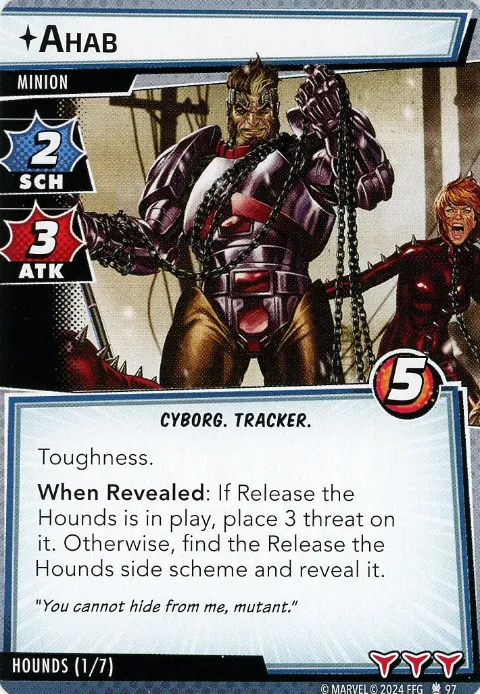 AHAB
MINION
2
SCH
3
ATK
5
CYBORG. TRACKER.
Toughness.
When Revealed: If Release the
Hounds is in play, place 3 threat on
it. Otherwise, find the Release the
Hounds side scheme and reveal it.
"You cannot hide from me, mutant."
HOUNDS (1/7)
© MARVEL © 2024 FFG 97